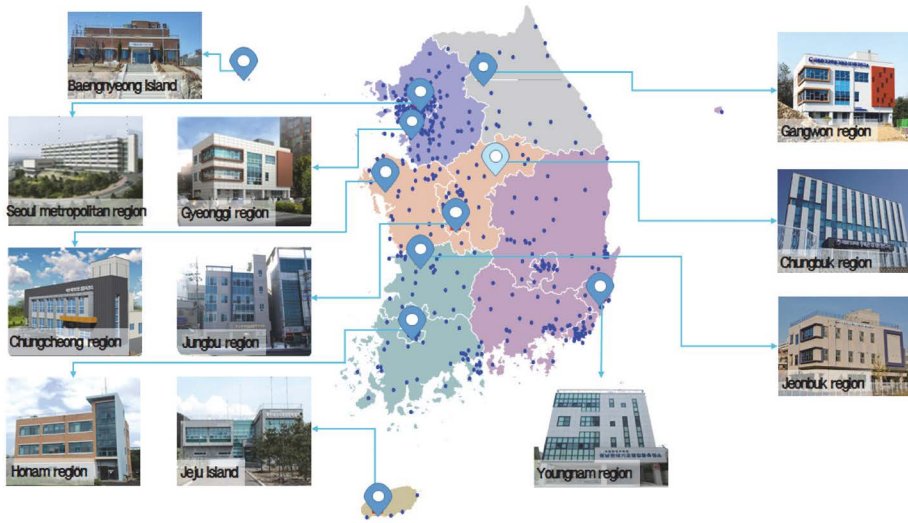 Baengnyeong Island
Gangwon region
Seoul metropolitan region
Gyeonggi region
Chungbuk region
Chungcheong region
Jungbu region
Jeonbuk region
Honam region
Jeju Island
Youngnam region